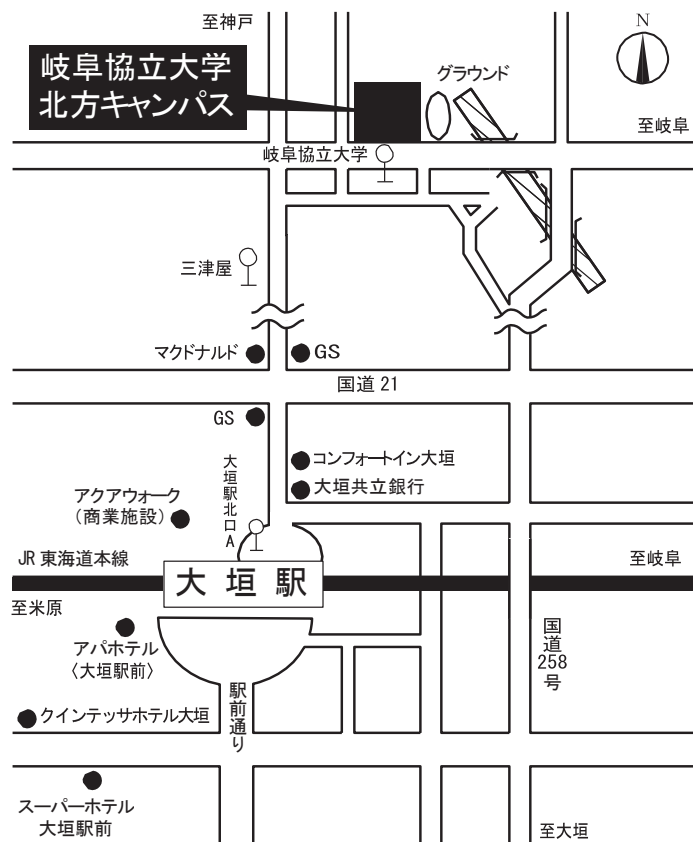 至神戸
N
岐阜協立大学
北方キャンパス
グラウンド
至岐阜
岐阜協立大学
三津屋
マクドナルド
GS
国道 21
GS
大垣駅北口A
コンフォートイン大垣
大垣共立銀行
アクアウォーク
(商業施設)
JR 東海道本線
至岐阜
大垣駅
至米原
アパホテル
〈大垣駅前〉
国道258号
駅前通り
クインテッサホテル大垣
スーパーホテル
大垣駅前
至大垣